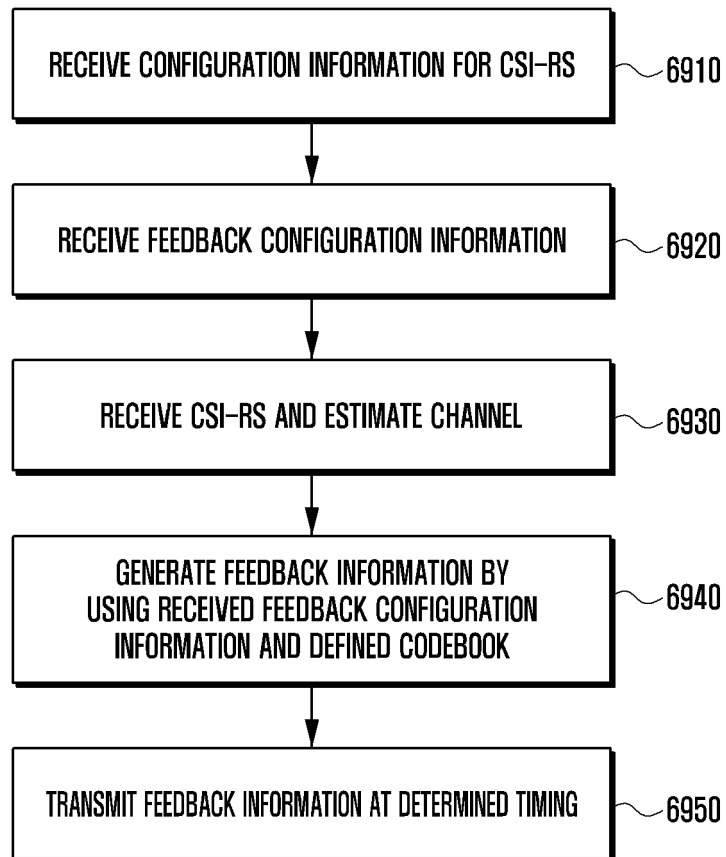 RECEIVE CONFIGURATION INFORMATION FOR CSI-RS
6910
RECEIVE FEEDBACK CONFIGURATION INFORMATION
6920
RECEIVE CSI-RS AND ESTIMATE CHANNEL
6930
GENERATE FEEDBACK INFORMATION BY
USING RECEIVED FEEDBACK CONFIGURATION
INFORMATION AND DEFINED CODEBOOK
6940
TRANSMIT FEEDBACK INFORMATION AT DETERMINED TIMING
6950